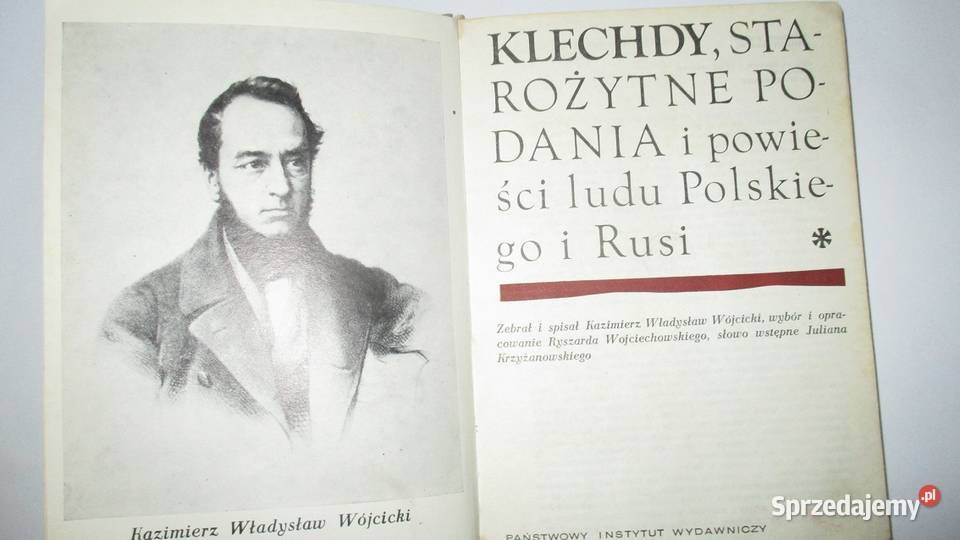 Kazimierz Władysław Wójcicki
KLECHDY, STA-
ROŻYTNE PO-
DANIA i powie-
ści ludu Polskie-
go i Rusi *
Zebrał i spisał Kazimierz Władysław Wójcicki, wybór i opra-
cowanie Ryszarda Wojciechowskiego, słowo wstępne Juliana
Krzyżanowskiego
PAŃSTWOWY INSTYTUT WYDAWNICZY
Sprzedajemy.pl